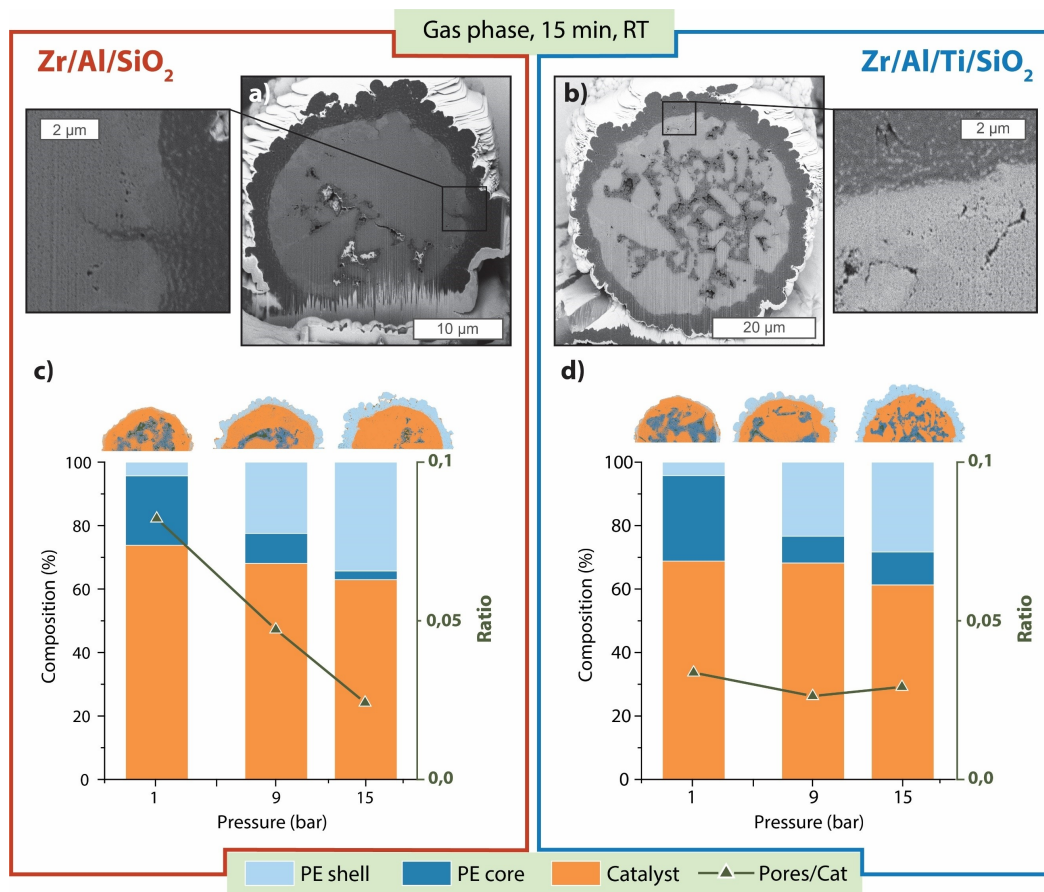 Gas phase, 15 min, RT
Zr/Al/SiO₂
Zr/Al/Ti/SiO₂
a)
2 µm
10 µm
b)
2 µm
20 µm
c)
100
80
60
40
20
0
Composition (%)
0,1
0,05
0,0
Ratio
1
9
15
Pressure (bar)
d)
100
80
60
40
20
0
Composition (%)
0,1
0,05
0,0
Ratio
1
9
15
Pressure (bar)
PE shell
PE core
Catalyst
Pores/Cat